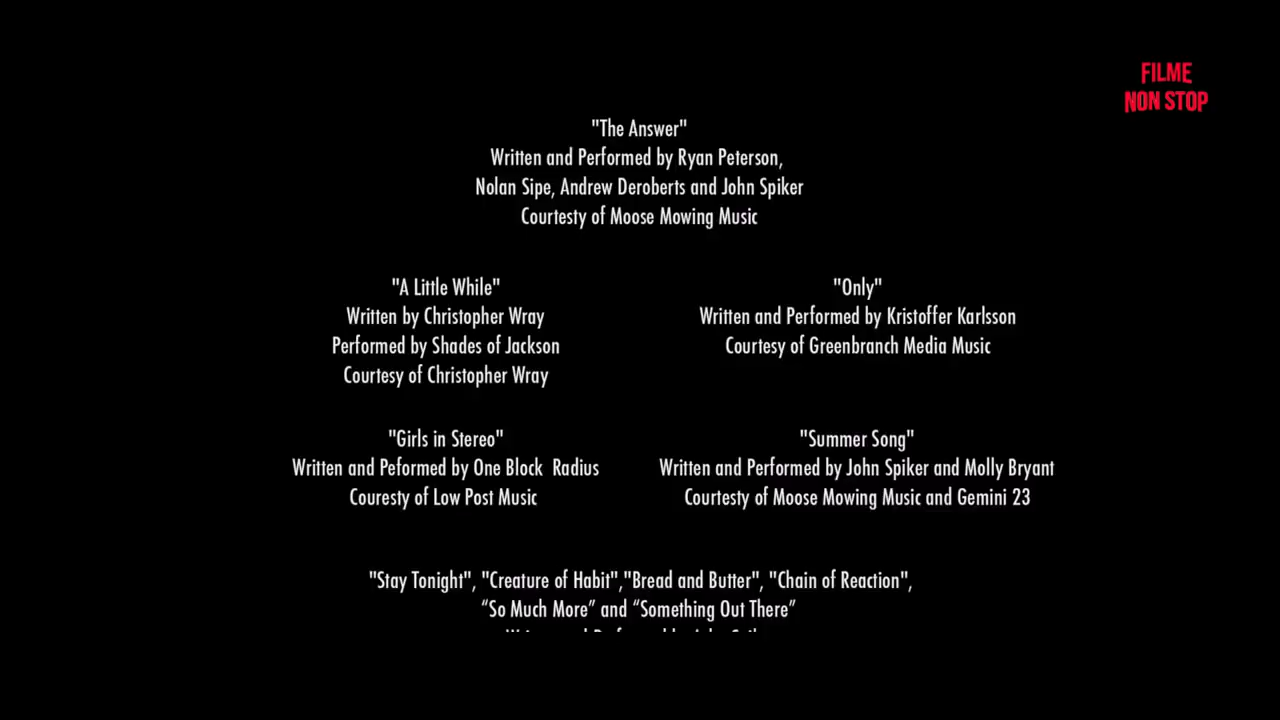 FILME
NON STOP
"The Answer"
Written and Performed by Ryan Peterson,
Nolan Sipe, Andrew Deroberts and John Spiker
Courtesty of Moose Mowing Music
"A Little While"
Written by Christopher Wray
Performed by Shades of Jackson
Courtesy of Christopher Wray
"Only"
Written and Performed by Kristoffer Karlsson
Courtesy of Greenbranch Media Music
"Girls in Stereo"
Written and Peformed by One Block  Radius
Couresty of Low Post Music
"Summer Song"
Written and Performed by John Spiker and Molly Bryant
Courtesty of Moose Mowing Music and Gemini 23
"Stay Tonight", "Creature of Habit","Bread and Butter", "Chain of Reaction",
“So Much More” and “Something Out There”